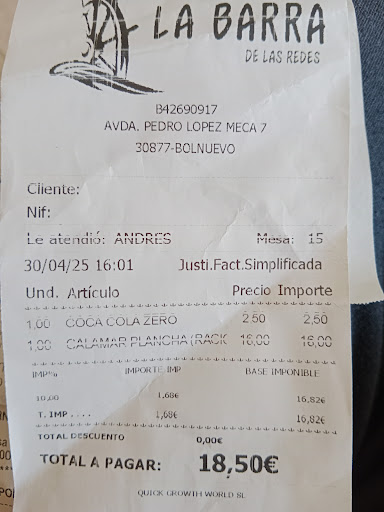 LA BARRA
DE LAS REDES
B42690917
AVDA. PEDRO LOPEZ MECA 7
30877-BOLNUEVO
Cliente:
Nif:
Le atendió: ANDRES Mesa: 15
30/04/25 16:01 Justi.Fact.Simplificada
Und. Artículo Precio Importe
1,00 COCA COLA ZERO 2,50 2,50
1,00 CALAMAR PLANCHA (RACK 16,00 16,00
IMP% IMPORTE IMP BASE IMPONIBLE
10,00 1,68€ 16,82€
T. IMP .... 1,68€ 16,82€
TOTAL DESCUENTO 0,00€
TOTAL A PAGAR: 18,50€
QUICK GROWTH WORLD SL